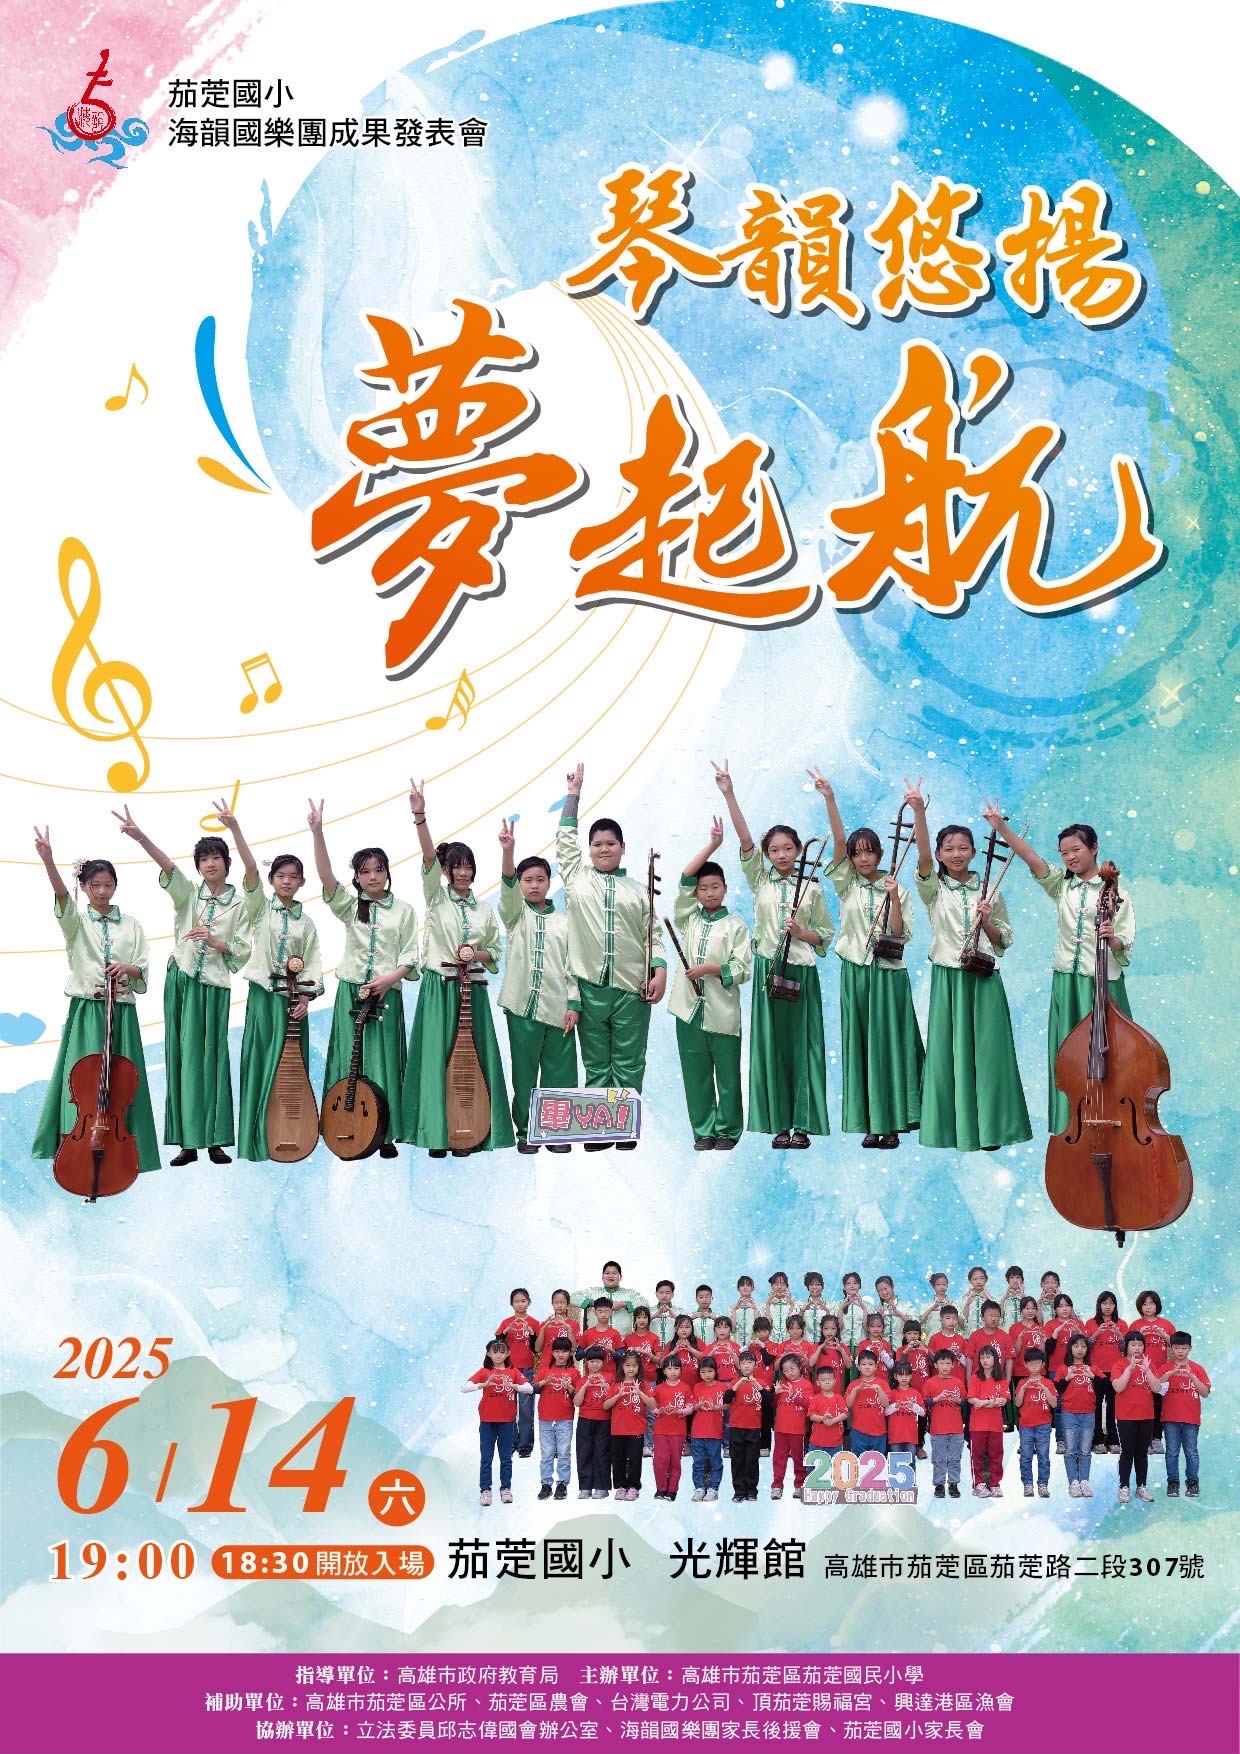 茄萣國小
海韻國樂團成果發表會
琴韻悠揚
夢起航
畢YA!
2025
Happy Graduation
2025
6/14 六
19:00 18:30開放入場 茄萣國小 光輝館 高雄市茄萣區茄萣路二段307號
指導單位：高雄市政府教育局 主辦單位：高雄市茄萣區茄萣國民小學
補助單位：高雄市茄萣區公所、茄萣區農會、台灣電力公司、頂茄萣賜福宮、興達港區漁會
協辦單位：立法委員邱志偉國會辦公室、海韻國樂團家長後援會、茄萣國小家長會